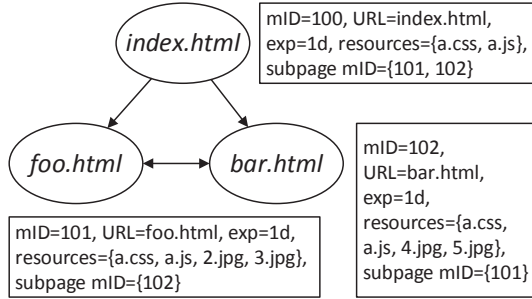 index.html
mID=100, URL=index.html,
exp=1d, resources={a.css, a.js},
subpage mID={101, 102}
foo.html
bar.html
mID=102,
URL=bar.html,
exp=1d,
resources={a.css,
a.js, 4.jpg, 5.jpg},
subpage mID={101}
mID=101, URL=foo.html, exp=1d,
resources={a.css, a.js, 2.jpg, 3.jpg},
subpage mID={102}